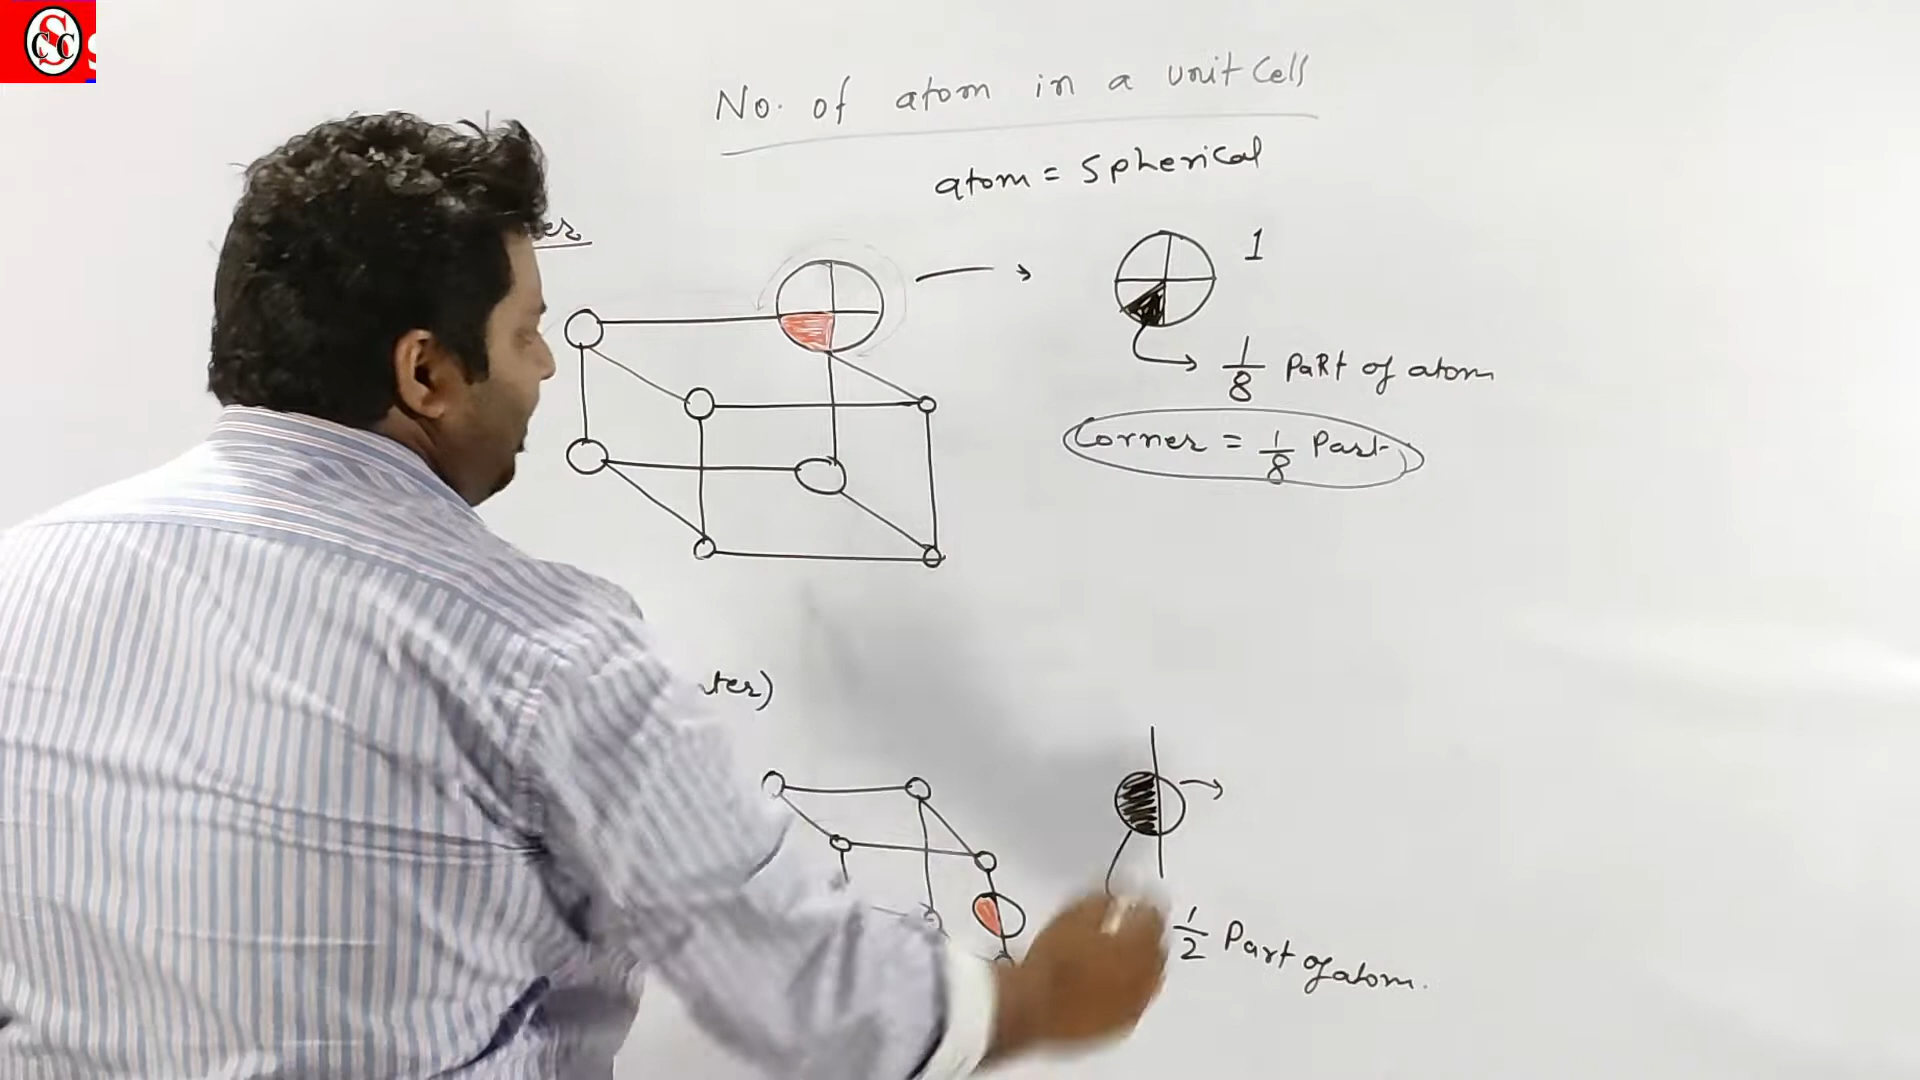 SCC
No. of atom in a unit cell
atom = Spherical
1
1/8 PaRt of atom
Corner = 1/8 Part
1/2 Part of atom.